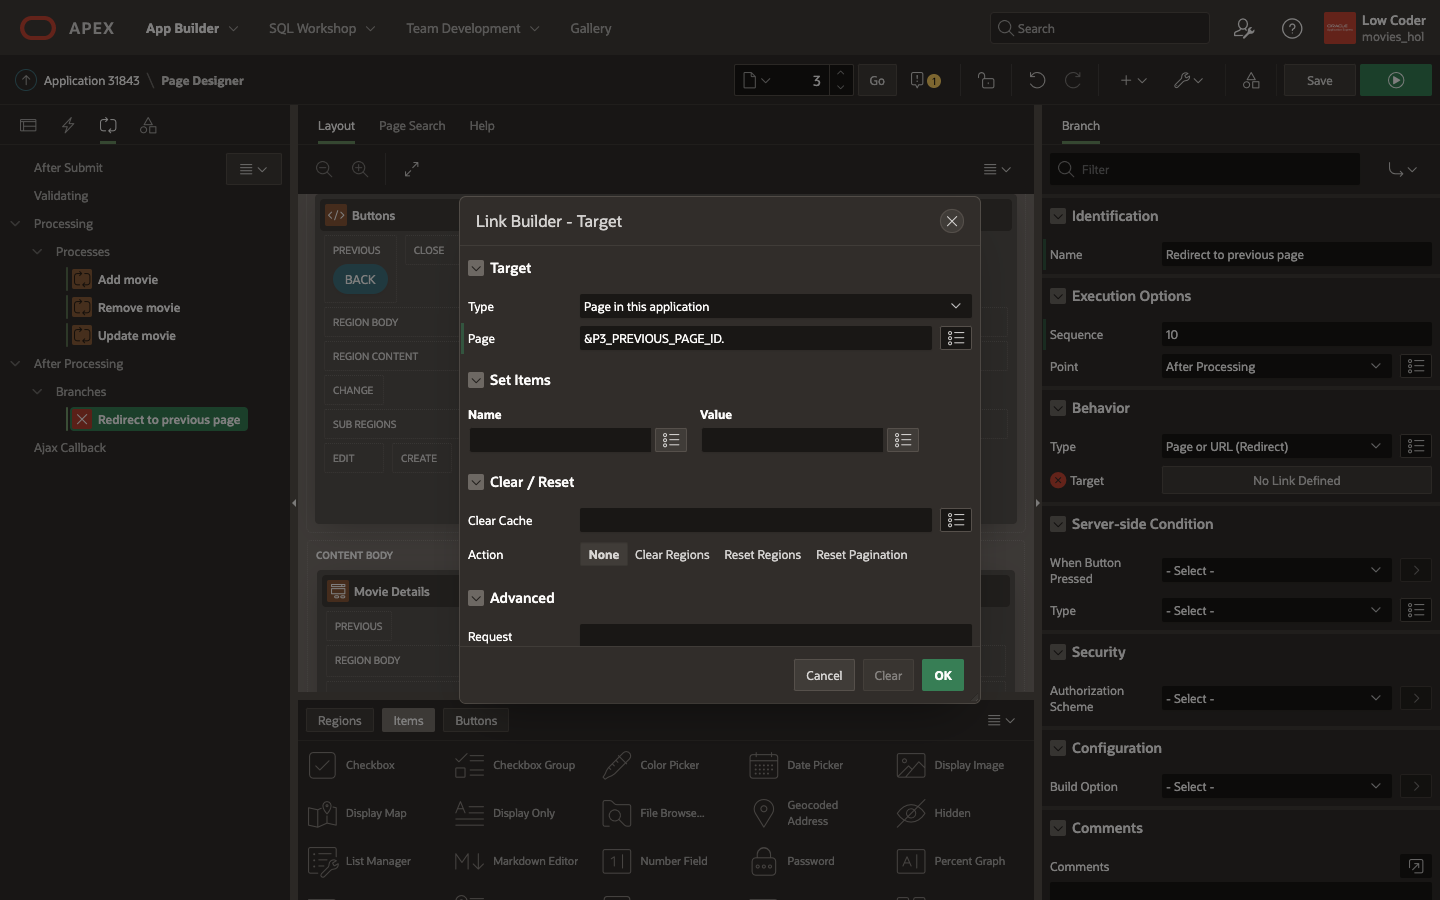 APEX
App Builder
SQL Workshop
Team Development
Gallery
Search
Low Coder
movies_hol
Application 31843 \ Page Designer
3
Go
1
Save
Layout
Page Search
Help
Branch
After Submit
Validating
Processing
Processes
Add movie
Remove movie
Update movie
After Processing
Branches
Redirect to previous page
Ajax Callback
Buttons
PREVIOUS
CLOSE
BACK
REGION BODY
REGION CONTENT
CHANGE
SUB REGIONS
EDIT
CREATE
CONTENT BODY
Movie Details
PREVIOUS
REGION BODY
Link Builder - Target
Target
Type
Page in this application
Page
&P3_PREVIOUS_PAGE_ID.
Set Items
Name
Value
Clear / Reset
Clear Cache
Action
None
Clear Regions
Reset Regions
Reset Pagination
Advanced
Request
Cancel
Clear
OK
Regions
Items
Buttons
Checkbox
Checkbox Group
Color Picker
Date Picker
Display Image
Display Map
Display Only
File Browse...
Geocoded
Address
Hidden
List Manager
Markdown Editor
Number Field
Password
Percent Graph
Filter
Identification
Name
Redirect to previous page
Execution Options
Sequence
10
Point
After Processing
Behavior
Type
Page or URL (Redirect)
Target
No Link Defined
Server-side Condition
When Button
Pressed
- Select -
Type
- Select -
Security
Authorization
Scheme
- Select -
Configuration
Build Option
- Select -
Comments
Comments